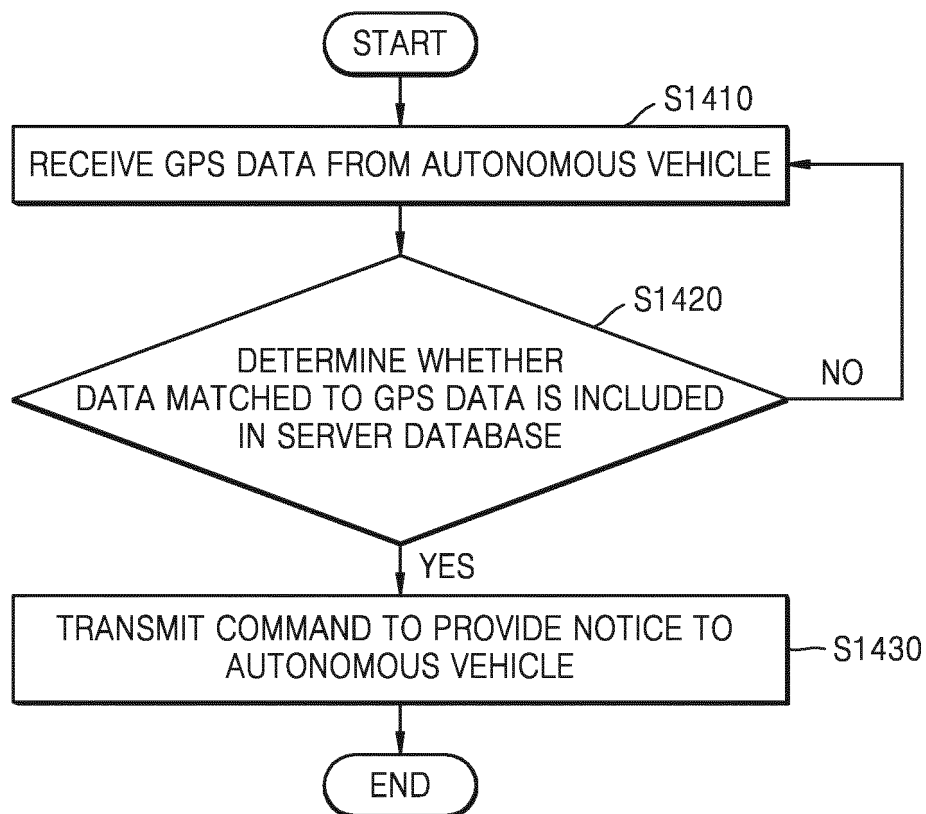 START
S1410
RECEIVE GPS DATA FROM AUTONOMOUS VEHICLE
S1420
DETERMINE WHETHER
DATA MATCHED TO GPS DATA IS INCLUDED
IN SERVER DATABASE
NO
YES
TRANSMIT COMMAND TO PROVIDE NOTICE TO
AUTONOMOUS VEHICLE
S1430
END